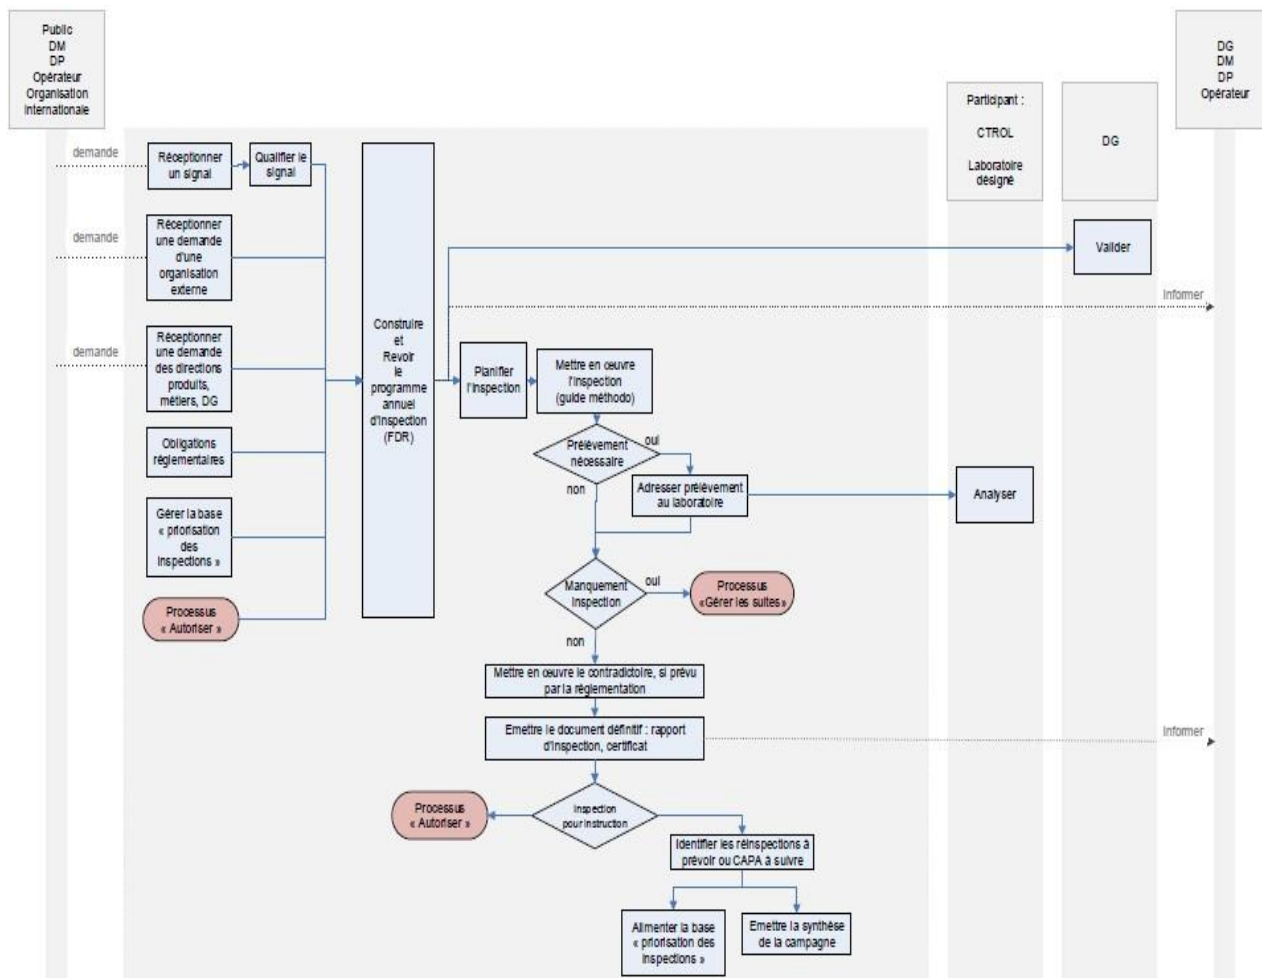 Public
DM
DP
Opérateur
Organisation
Internationale
DG
DM
DP
Opérateur
Participant :
CTROL
Laboratoire
désigné
DG
demande
Réceptionner
un signal
Qualifier le
signal
demande
Réceptionner
une demande
d'une
organisation
externe
Valider
Informer
demande
Réceptionner
une demande
des directions
produits,
métiers, DG
Construire
et
Revoir
le
programme
annuel
d'inspection
(FDR)
Planifier
l'inspection
Mettre en œuvre
l'inspection
(guide méthodo)
Obligations
réglementaires
Prélèvement
nécessaire
oui
non
Adresser prélèvement
au laboratoire
Analyser
Gérer la base
« priorisation
des
inspections »
Manquement
Inspection
oui
Processus
«Gérer les suites»
Processus
« Autoriser »
non
Mettre en œuvre le contradictoire, si prévu
par la réglementation
Emettre le document définitif : rapport
d'inspection, certificat
Informer
Processus
« Autoriser »
Inspection
pour instruction
Identifier les réinspections à
prévoir ou CAPA à suivre
Alimenter la base
« priorisation des
inspections »
Emettre la synthèse
de la campagne